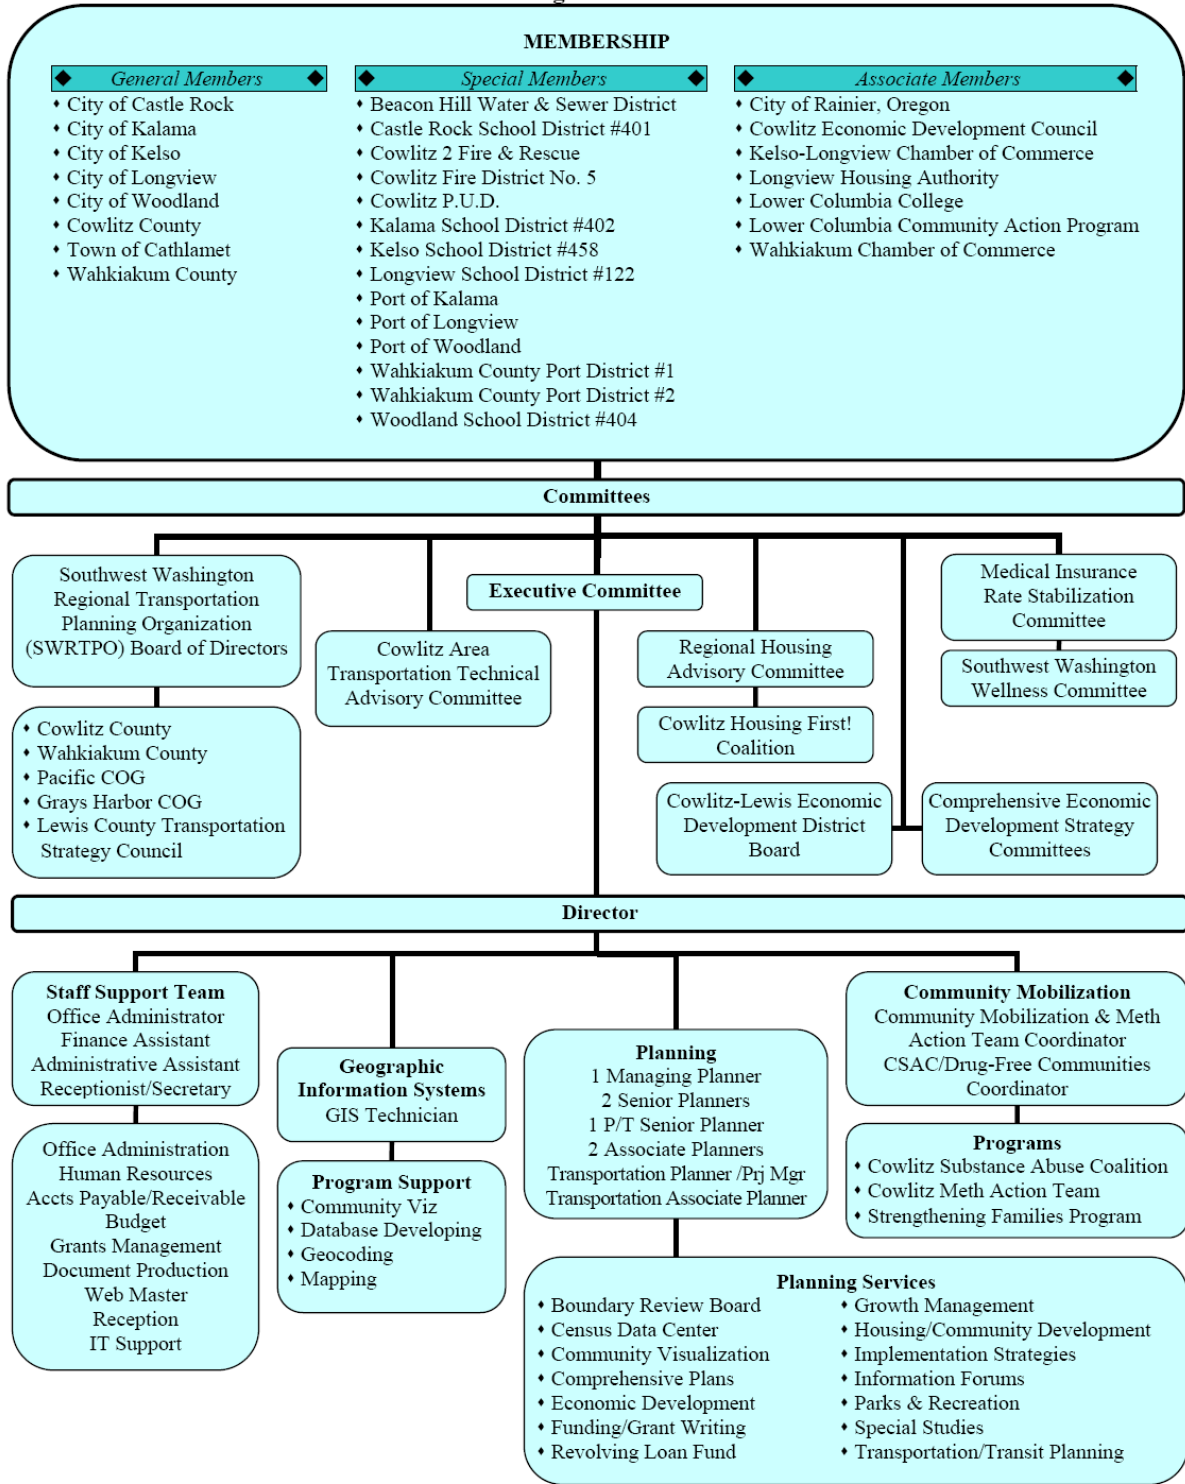 MEMBERSHIP
General Members
City of Castle Rock
City of Kalama
City of Kelso
City of Longview
City of Woodland
Cowlitz County
Town of Cathlamet
Wahkiakum County
Special Members
Beacon Hill Water & Sewer District
Castle Rock School District #401
Cowlitz 2 Fire & Rescue
Cowlitz Fire District No. 5
Cowlitz P.U.D.
Kalama School District #402
Kelso School District #458
Longview School District #122
Port of Kalama
Port of Longview
Port of Woodland
Wahkiakum County Port District #1
Wahkiakum County Port District #2
Woodland School District #404
Associate Members
City of Rainier, Oregon
Cowlitz Economic Development Council
Kelso-Longview Chamber of Commerce
Longview Housing Authority
Lower Columbia College
Lower Columbia Community Action Program
Wahkiakum Chamber of Commerce
Committees
Southwest Washington
Regional Transportation
Planning Organization
(SWRTPO) Board of Directors
Cowlitz County
Wahkiakum County
Pacific COG
Grays Harbor COG
Lewis County Transportation
Strategy Council
Cowlitz Area
Transportation Technical
Advisory Committee
Executive Committee
Regional Housing
Advisory Committee
Cowlitz Housing First!
Coalition
Cowlitz-Lewis Economic
Development District
Board
Comprehensive Economic
Development Strategy
Committees
Medical Insurance
Rate Stabilization
Committee
Southwest Washington
Wellness Committee
Director
Staff Support Team
Office Administrator
Finance Assistant
Administrative Assistant
Receptionist/Secretary
Office Administration
Human Resources
Accts Payable/Receivable
Budget
Grants Management
Document Production
Web Master
Reception
IT Support
Geographic
Information Systems
GIS Technician
Program Support
Community Viz
Database Developing
Geocoding
Mapping
Planning
1 Managing Planner
2 Senior Planners
1 P/T Senior Planner
2 Associate Planners
Transportation Planner /Prj Mgr
Transportation Associate Planner
Community Mobilization
Community Mobilization & Meth
Action Team Coordinator
CSAC/Drug-Free Communities
Coordinator
Programs
Cowlitz Substance Abuse Coalition
Cowlitz Meth Action Team
Strengthening Families Program
Planning Services
Boundary Review Board
Census Data Center
Community Visualization
Comprehensive Plans
Economic Development
Funding/Grant Writing
Revolving Loan Fund
Growth Management
Housing/Community Development
Implementation Strategies
Information Forums
Parks & Recreation
Special Studies
Transportation/Transit Planning